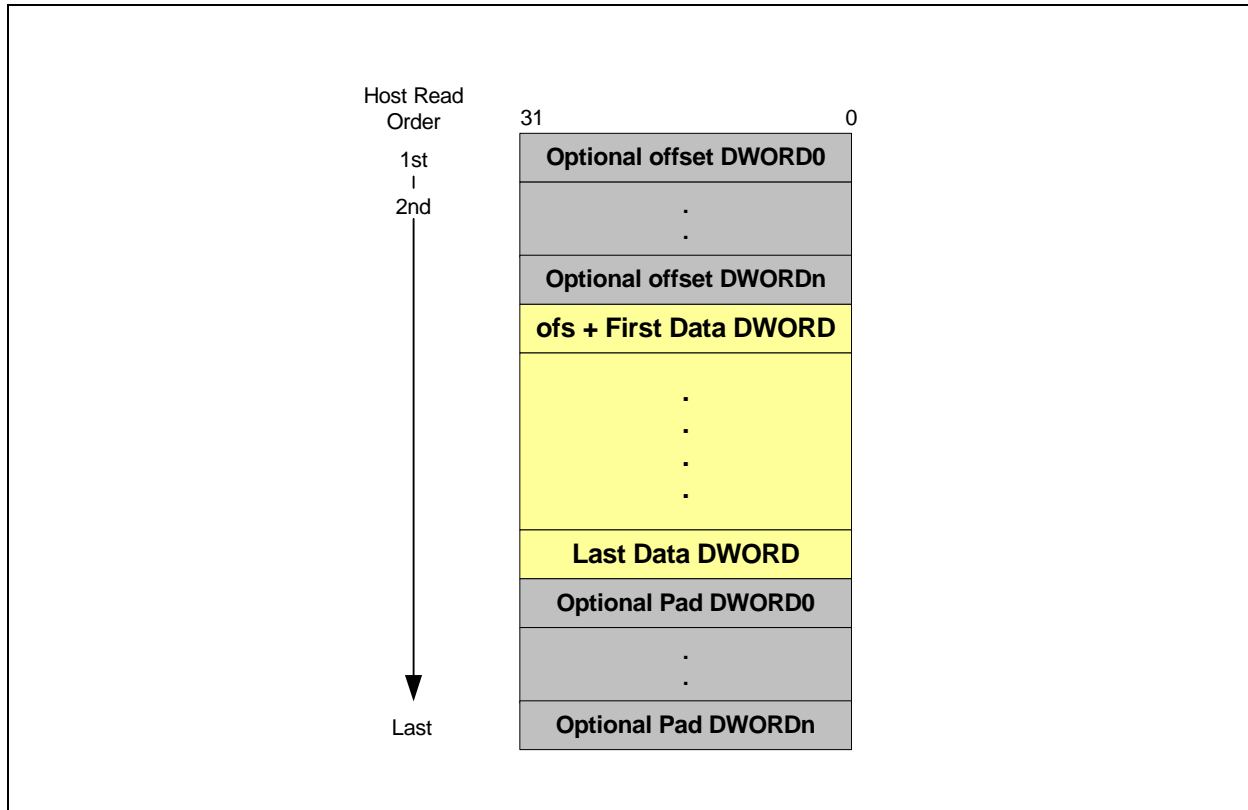 Host Read
Order
31
0
1st
2nd
Optional offset DWORD0
.
.
Optional offset DWORDn
ofs + First Data DWORD
.
.
.
.
Last Data DWORD
Optional Pad DWORD0
.
.
Optional Pad DWORDn
Last